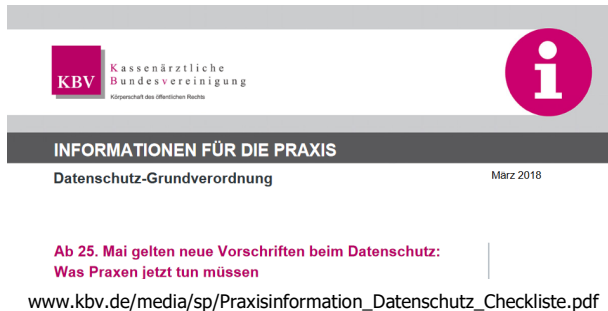 KBV
Kassenärztliche
Bundesvereinigung
Körperschaft des öffentlichen Rechts
i
INFORMATIONEN FÜR DIE PRAXIS
Datenschutz-Grundverordnung
März 2018
Ab 25. Mai gelten neue Vorschriften beim Datenschutz:
Was Praxen jetzt tun müssen
www.kbv.de/media/sp/Praxisinformation_Datenschutz_Checkliste.pdf